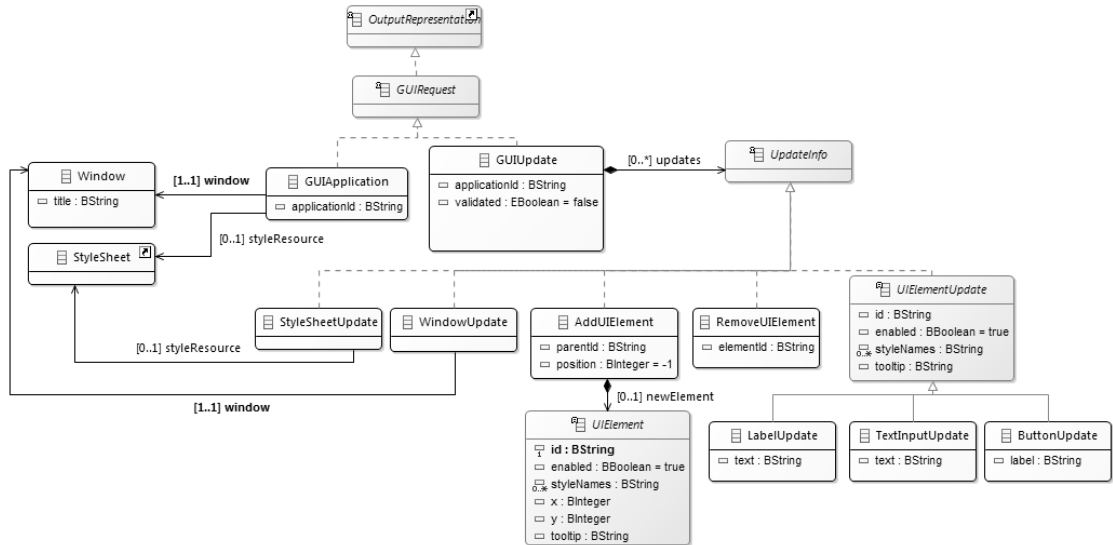 OutputRepresentation
GUIRequest
Window
title : BString
[1..1] window
GUIApplication
applicationId : BString
GUIUpdate
applicationId : BString
validated : EBoolean = false
[0..*] updates
UpdateInfo
[0..1] styleResource
StyleSheet
StyleSheetUpdate
WindowUpdate
AddUIElement
parentId : BString
position : BInteger = -1
RemoveUIElement
elementId : BString
UIElementUpdate
id : BString
enabled : BBoolean = true
0..* styleNames : BString
tooltip : BString
[0..1] styleResource
[1..1] window
[0..1] newElement
UIElement
1 id : BString
enabled : BBoolean = true
0..* styleNames : BString
x : BInteger
y : BInteger
tooltip : BString
LabelUpdate
text : BString
TextInputUpdate
text : BString
ButtonUpdate
label : BString